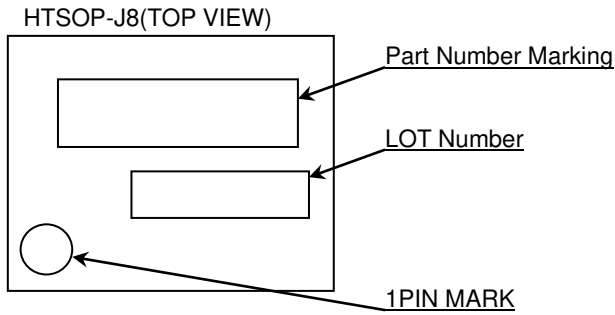 HTSOP-J8(TOP VIEW)
Part Number Marking
LOT Number
1PIN MARK